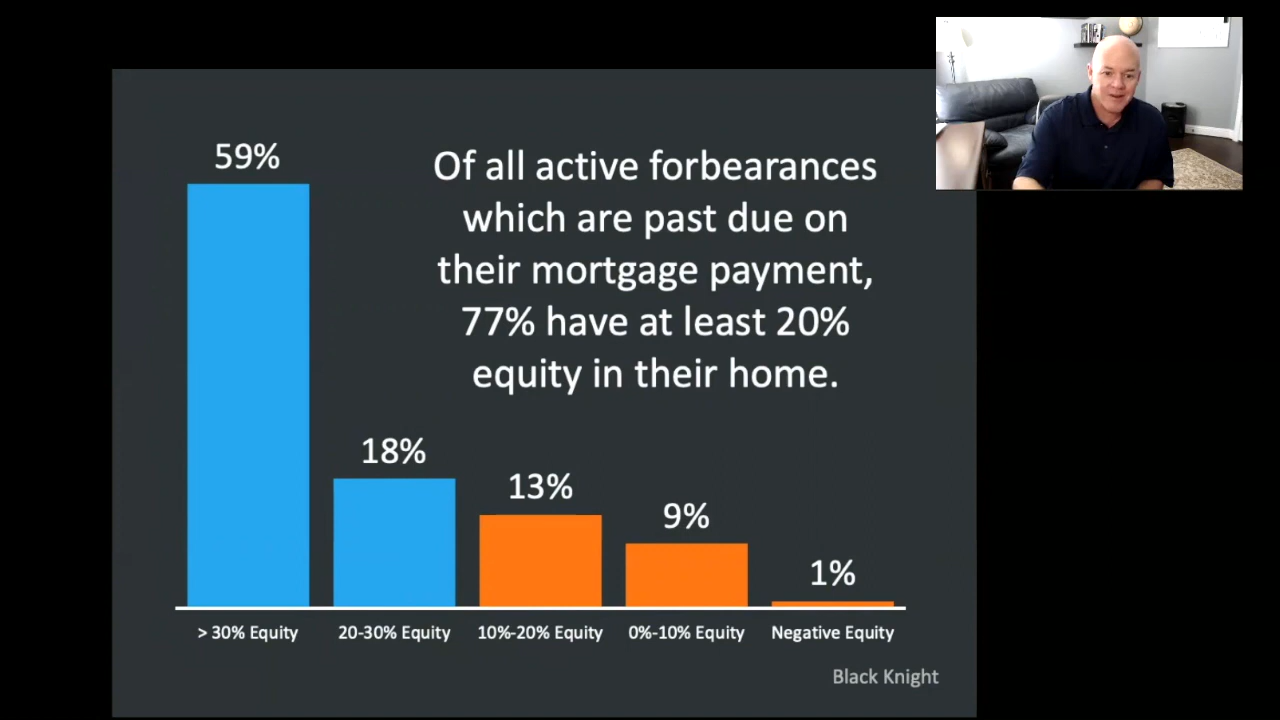 59%
Of all active forbearances
which are past due on
their mortgage payment,
77% have at least 20%
equity in their home.
18%
13%
9%
1%
> 30% Equity
20-30% Equity
10%-20% Equity
0%-10% Equity
Negative Equity
Black Knight